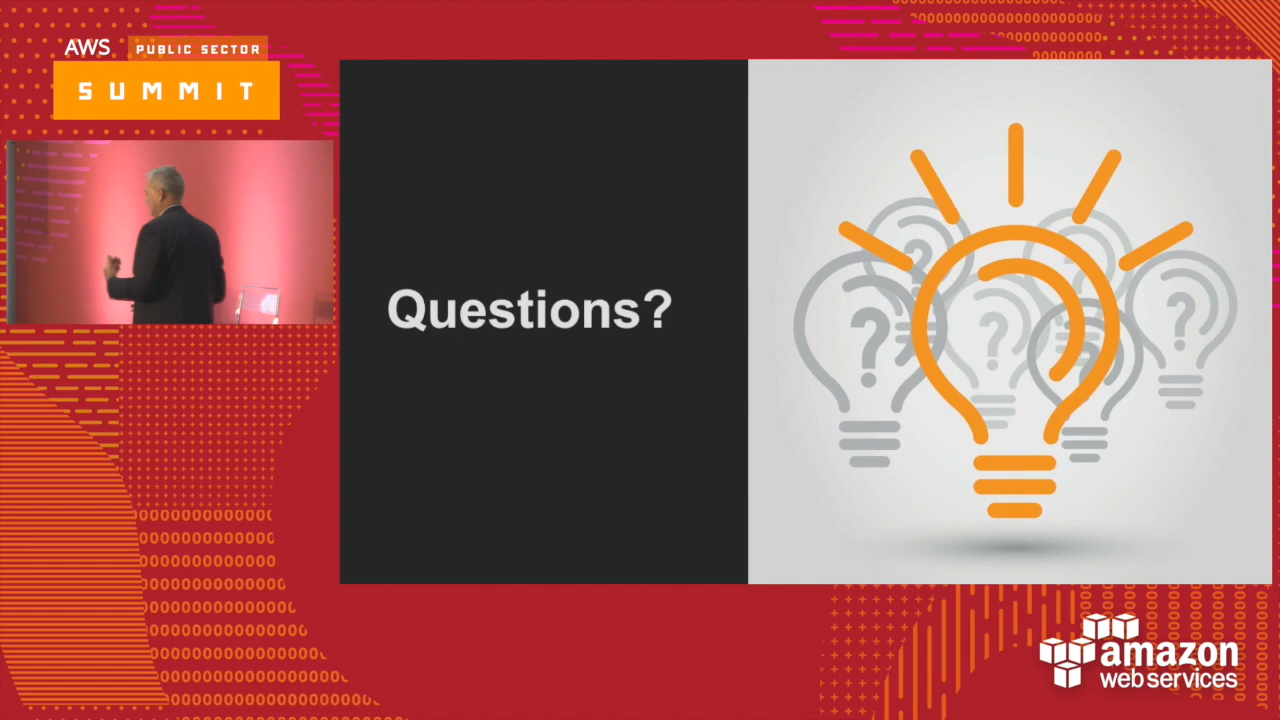 AWS PUBLIC SECTOR
SUMMIT
Questions?
? ? ? ? ? ?
amazon
web services